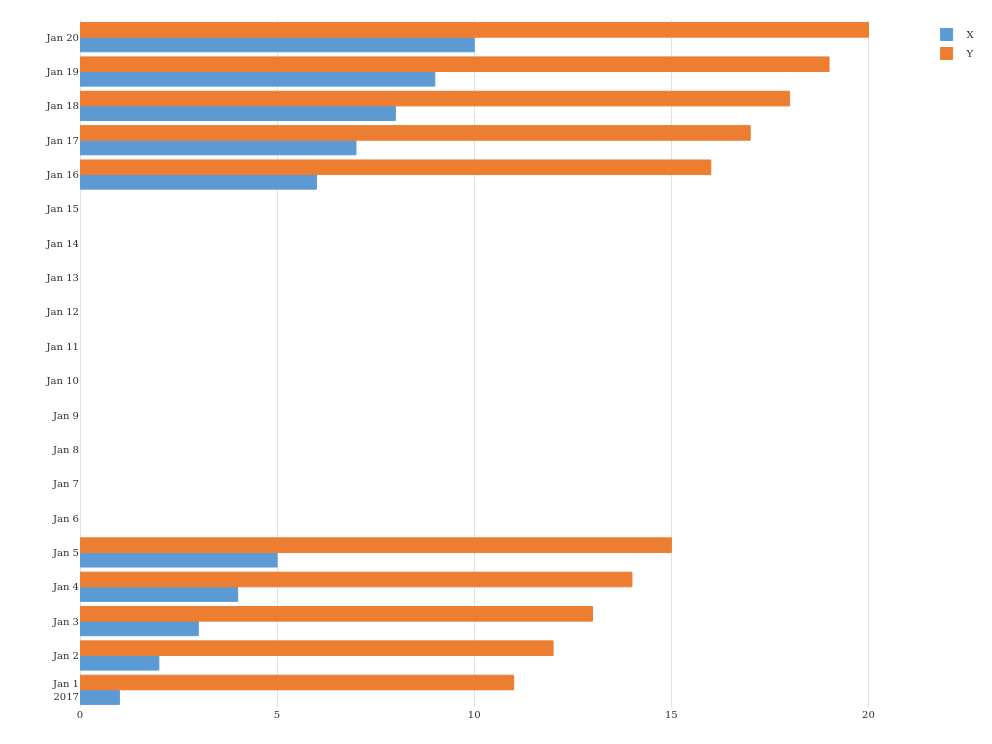 Jan 20
Jan 19
Jan 18
Jan 17
Jan 16
Jan 15
Jan 14
Jan 13
Jan 12
Jan 11
Jan 10
Jan 9
Jan 8
Jan 7
Jan 6
Jan 5
Jan 4
Jan 3
Jan 2
Jan 1
2017
0 5 10 15 20
X
Y